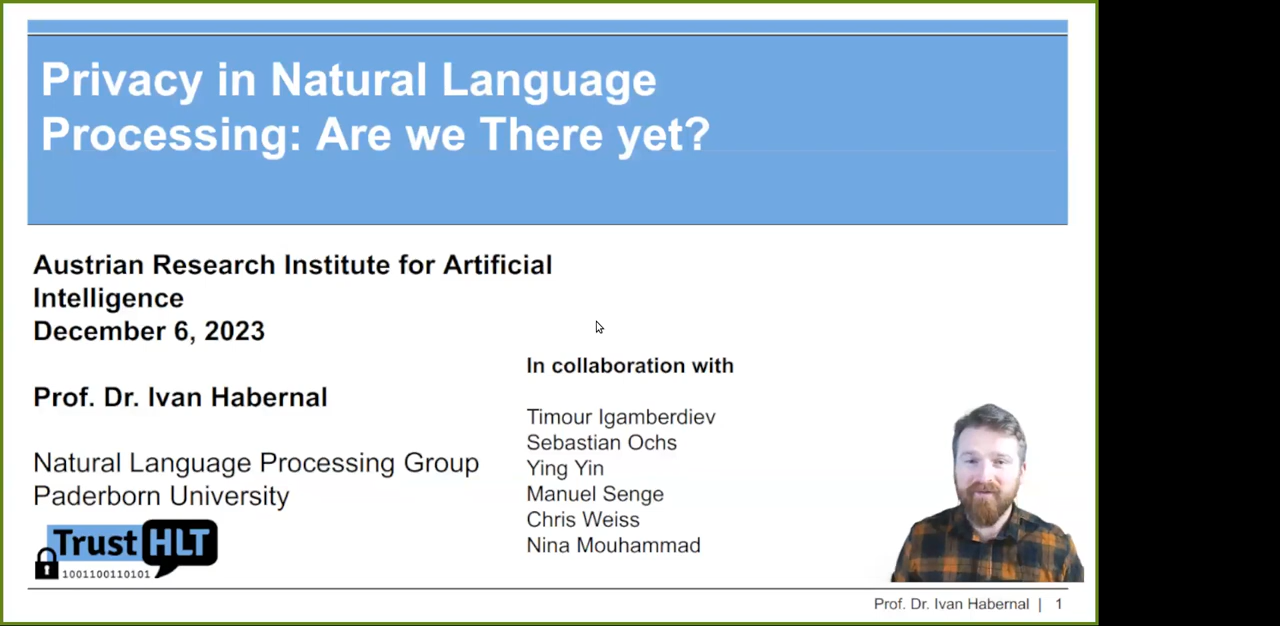 Privacy in Natural Language
Processing: Are we There yet?
Austrian Research Institute for Artificial
Intelligence
December 6, 2023
Prof. Dr. Ivan Habernal
Natural Language Processing Group
Paderborn University
Trust HLT
1001100110101
In collaboration with
Timour Igamberdiev
Sebastian Ochs
Ying Yin
Manuel Senge
Chris Weiss
Nina Mouhammad
Prof. Dr. Ivan Habernal | 1